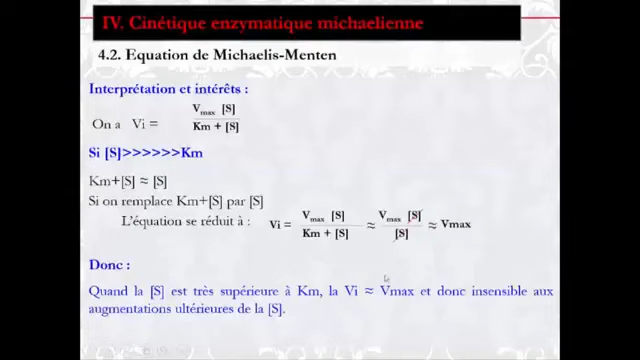 IV. Cinétique enzymatique michaelienne
4.2. Equation de Michaelis-Menten
Interprétation et intérêts :
On a Vi = Vmax [S] / Km + [S]
Si [S]>>>>>>Km
Km+[S] ≈ [S]
Si on remplace Km+[S] par [S]
L'équation se réduit à : Vi = Vmax [S] / Km + [S] ≈ Vmax [S] / [S] ≈ Vmax
Donc :
Quand la [S] est très supérieure à Km, la Vi ≈ Vmax et donc insensible aux
augmentations ultérieures de la [S].